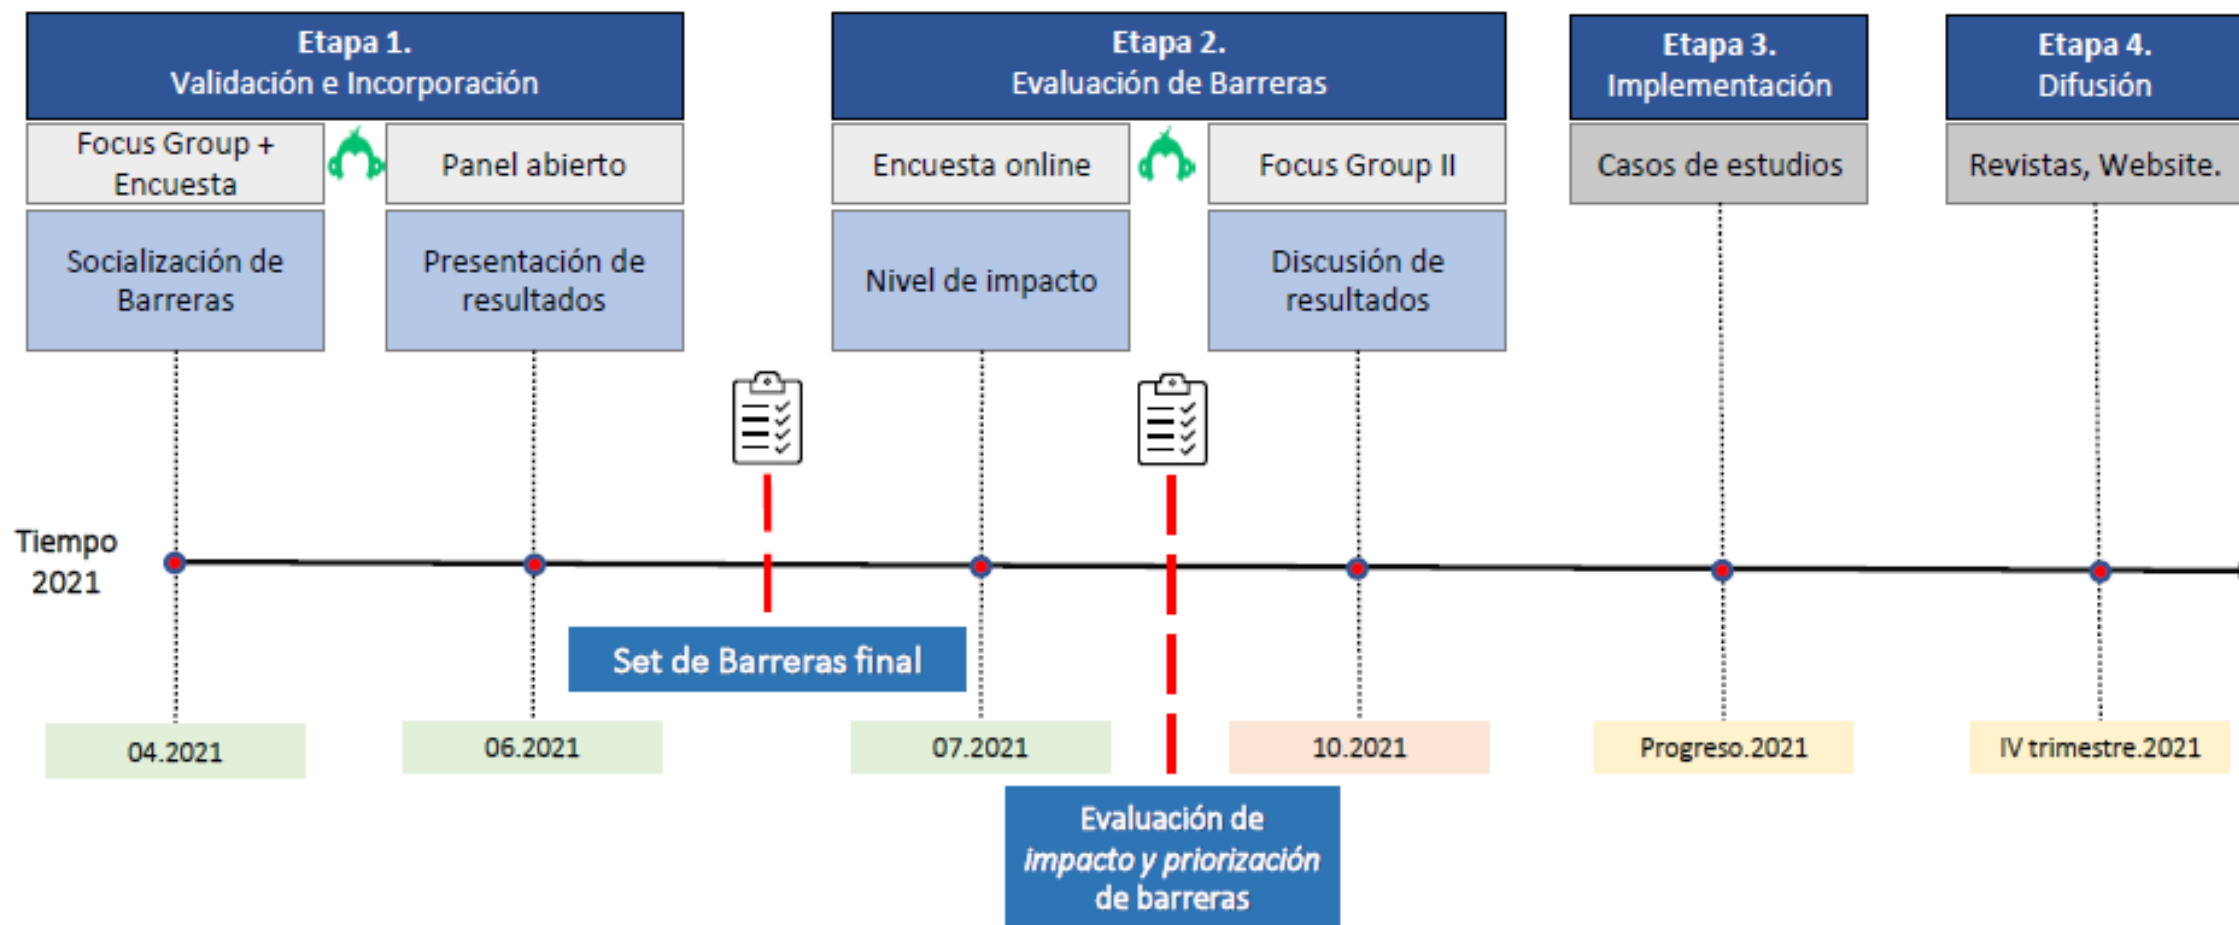 Etapa 1.
Validación e Incorporación
Focus Group +
Encuesta
Panel abierto
Socialización de
Barreras
Presentación de
resultados
Etapa 2.
Evaluación de Barreras
Encuesta online
Focus Group II
Nivel de impacto
Discusión de
resultados
Etapa 3.
Implementación
Casos de estudios
Etapa 4.
Difusión
Revistas, Website.
Tiempo
2021
Set de Barreras final
04.2021
06.2021
07.2021
10.2021
Progreso.2021
IV trimestre.2021
Evaluación de
impacto y priorización
de barreras